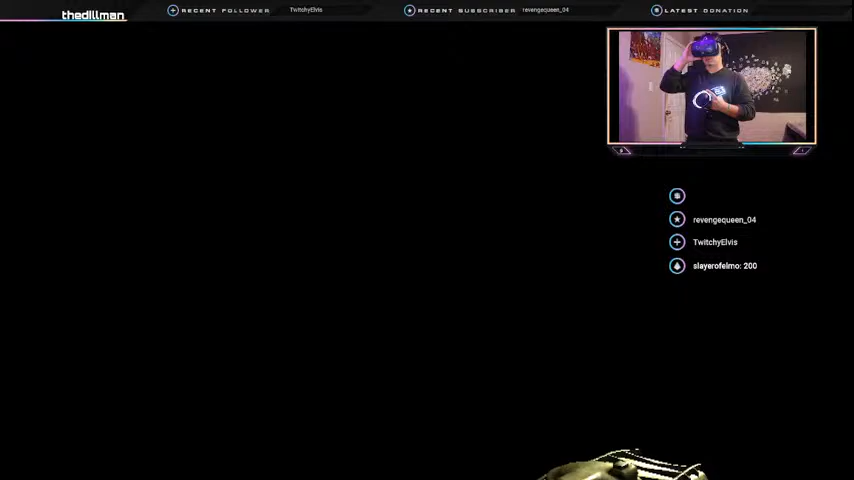 thedillman
RECENT FOLLOWER
TwitchyElvis
RECENT SUBSCRIBER
revengequeen_04
LATEST DONATION
revengequeen_04
TwitchyElvis
slayerofelmo: 200